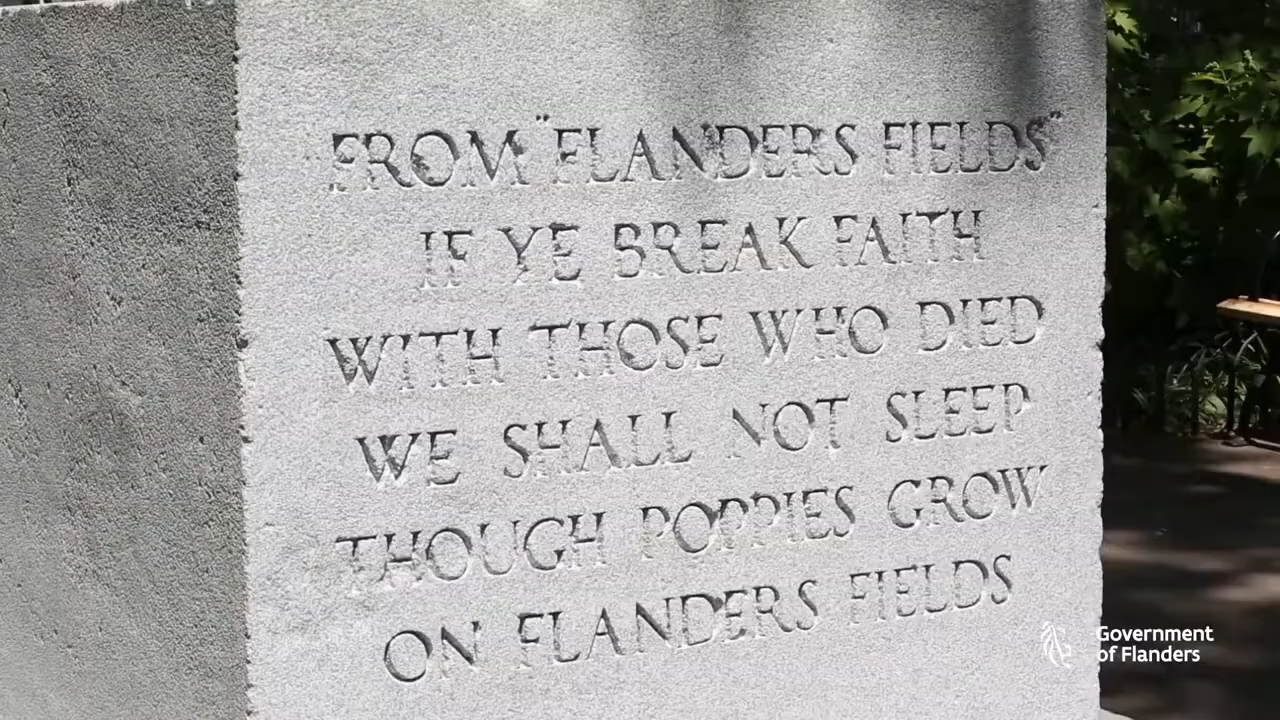 FROM "FLANDERS FIELDS"
IF YE BREAK FAITH
WITH THOSE WHO DIED
WE SHALL NOT SLEEP
THOUGH POPPIES GROW
ON FLANDERS FIELDS
Government
of Flanders